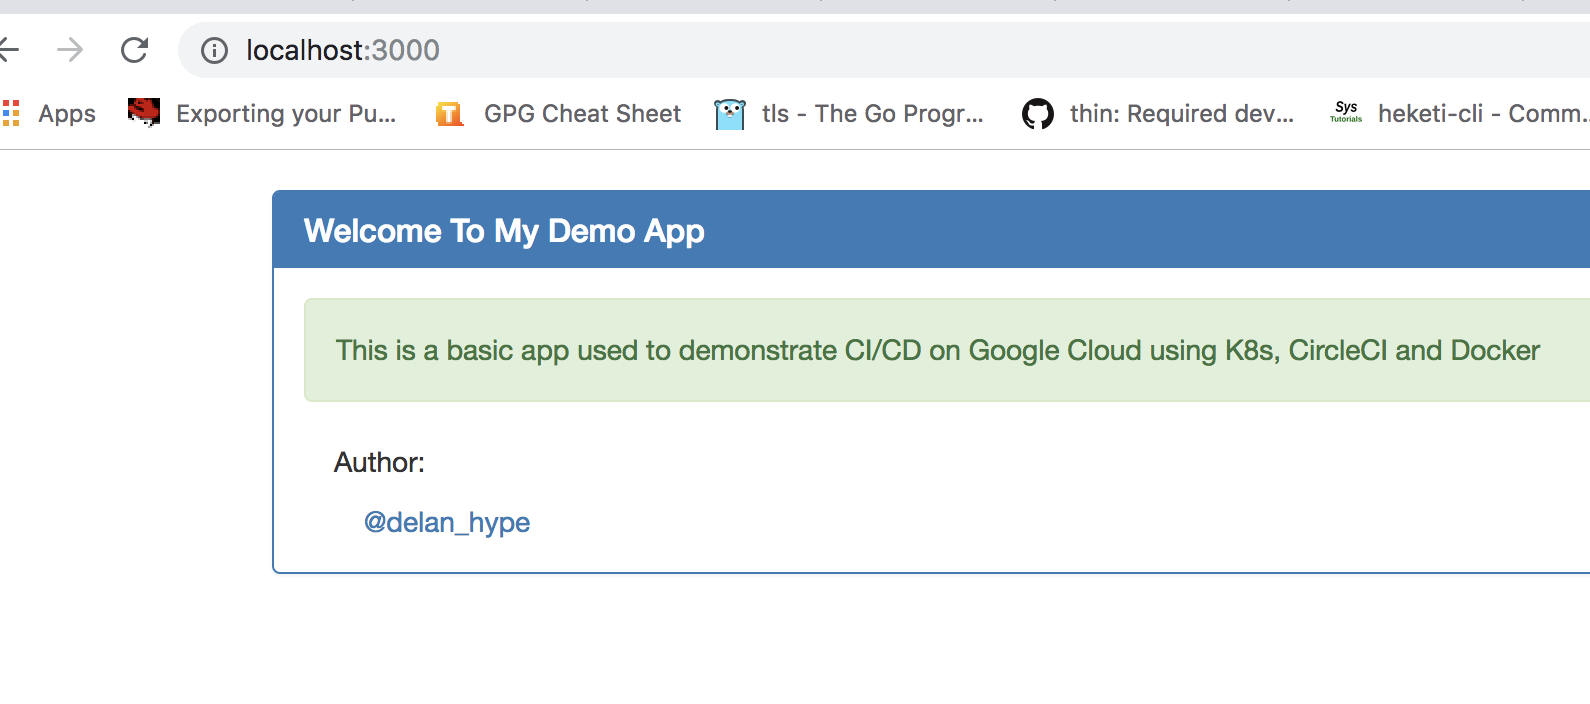 localhost:3000
Apps Exporting your Pu... GPG Cheat Sheet tls - The Go Progr... thin: Required dev... Sys Tutorials heketi-cli - Comm...
Welcome To My Demo App
This is a basic app used to demonstrate CI/CD on Google Cloud using K8s, CircleCI and Docker
Author:
@delan_hype